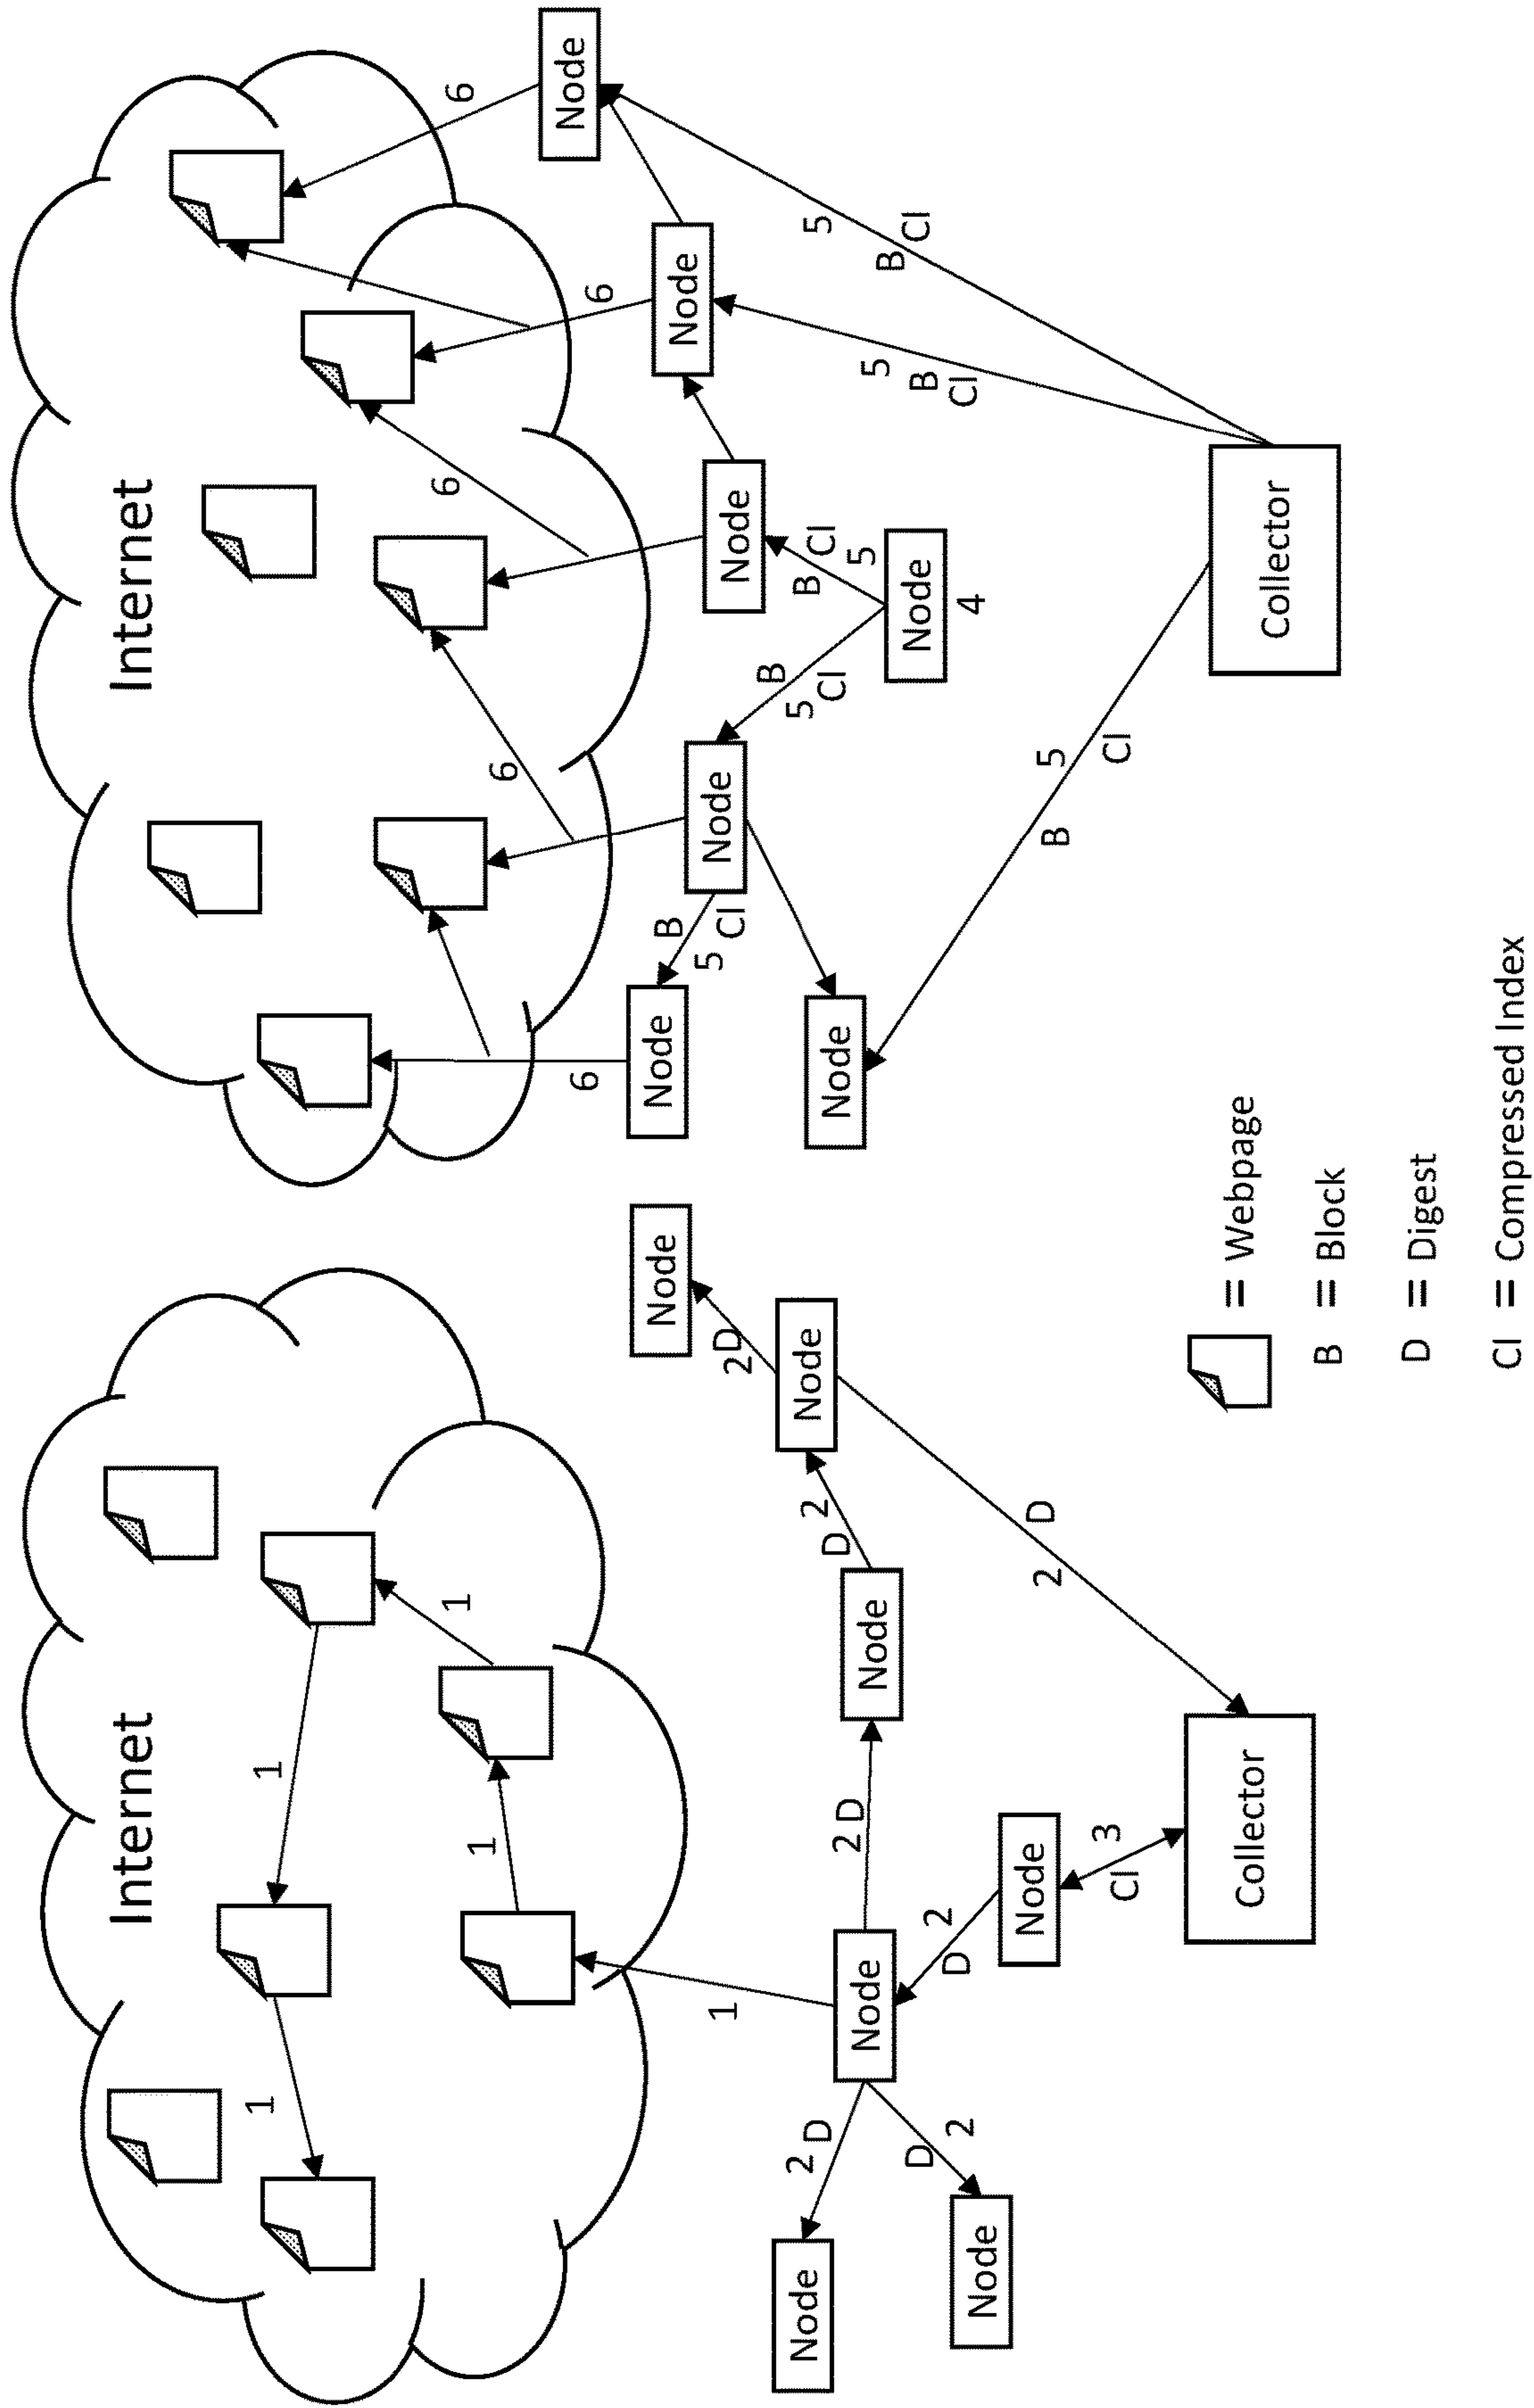 Internet
1
1
1
1
1
Node
2D
2 D
Node
Node
2
D
2 D
Node
Node
D
2
2
D
Node
Node
2 D
3
CI
Collector
Internet
6
6
6
6
6
Node
Node
Node
B
5
CI
Node
Node
B
5
CI
B CI
5
5
B CI
5
B
CI
Node
Node
4
B 5
CI
Collector
= Webpage
B = Block
D = Digest
CI = Compressed Index